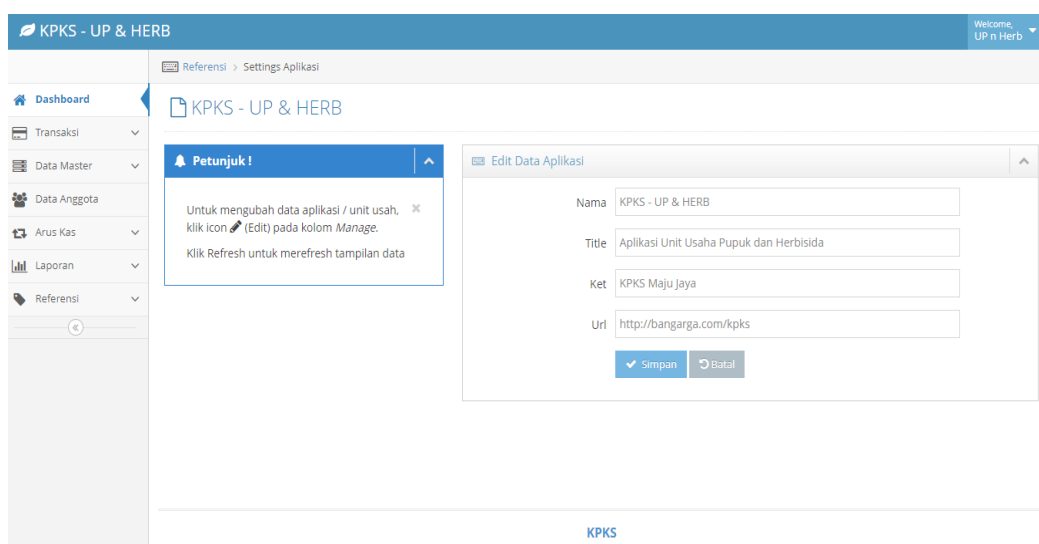 KPKS - UP & HERB
Welcome,
UP n Herb
Referensi > Settings Aplikasi
Dashboard
Transaksi
Data Master
Data Anggota
Arus Kas
Laporan
Referensi
KPKS - UP & HERB
Petunjuk !
Untuk mengubah data aplikasi / unit usah,
klik icon (Edit) pada kolom Manage.
Klik Refresh untuk merefresh tampilan data
Edit Data Aplikasi
Nama KPKS - UP & HERB
Title Aplikasi Unit Usaha Pupuk dan Herbisida
Ket KPKS Maju Jaya
Url http://bangarga.com/kpks
Simpan Batal
KPKS